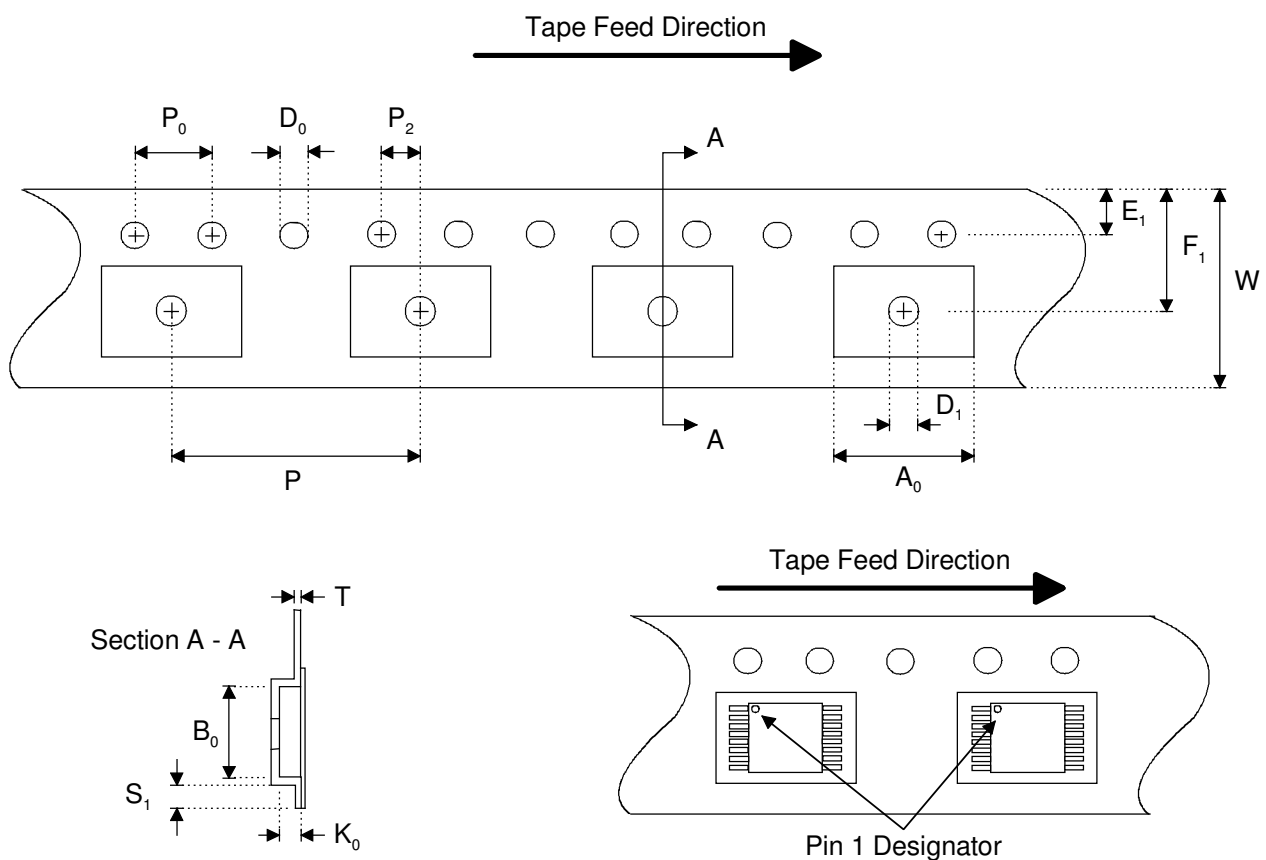 Tape Feed Direction
P₀ D₀ P₂ A
E₁
F₁
W
D₁
A
P A₀
Tape Feed Direction
T
Section A - A
B₀
S₁
K₀
Pin 1 Designator